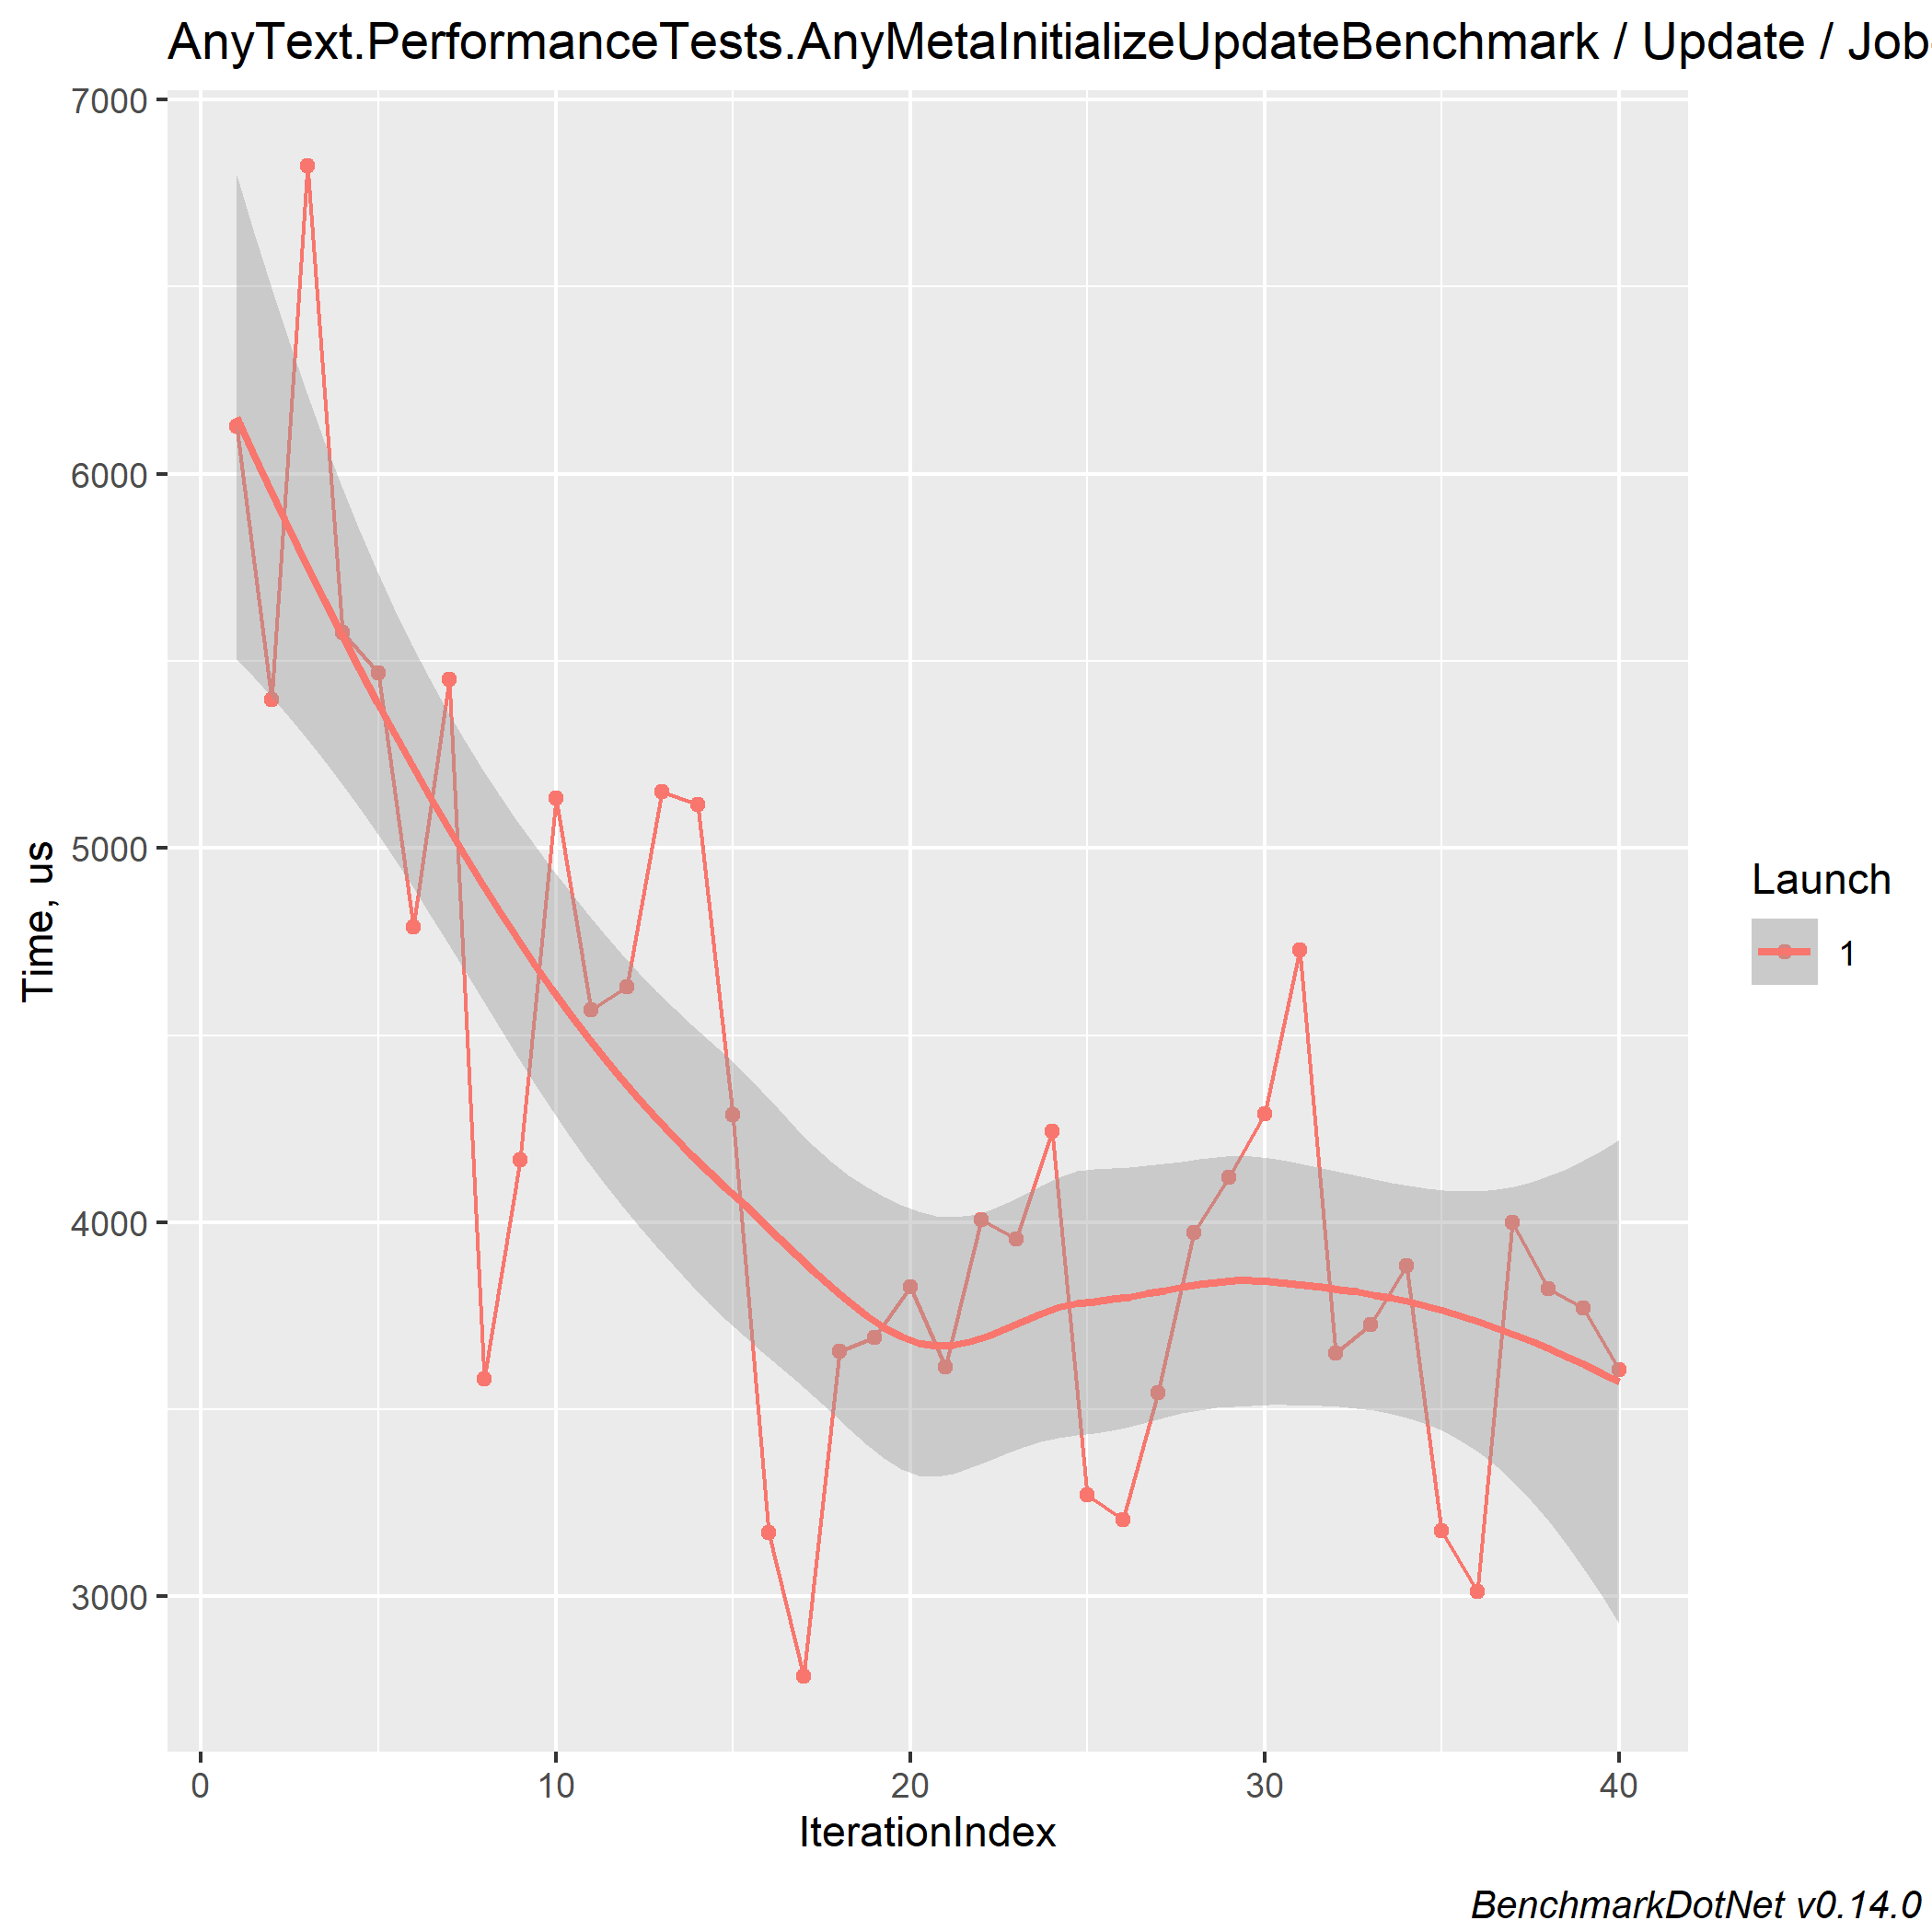 AnyText.PerformanceTests.AnyMetaInitializeUpdateBenchmark / Update / Job
7000
6000
5000
4000
3000
Time, us
0 10 20 30 40
IterationIndex
Launch
1
BenchmarkDotNet v0.14.0